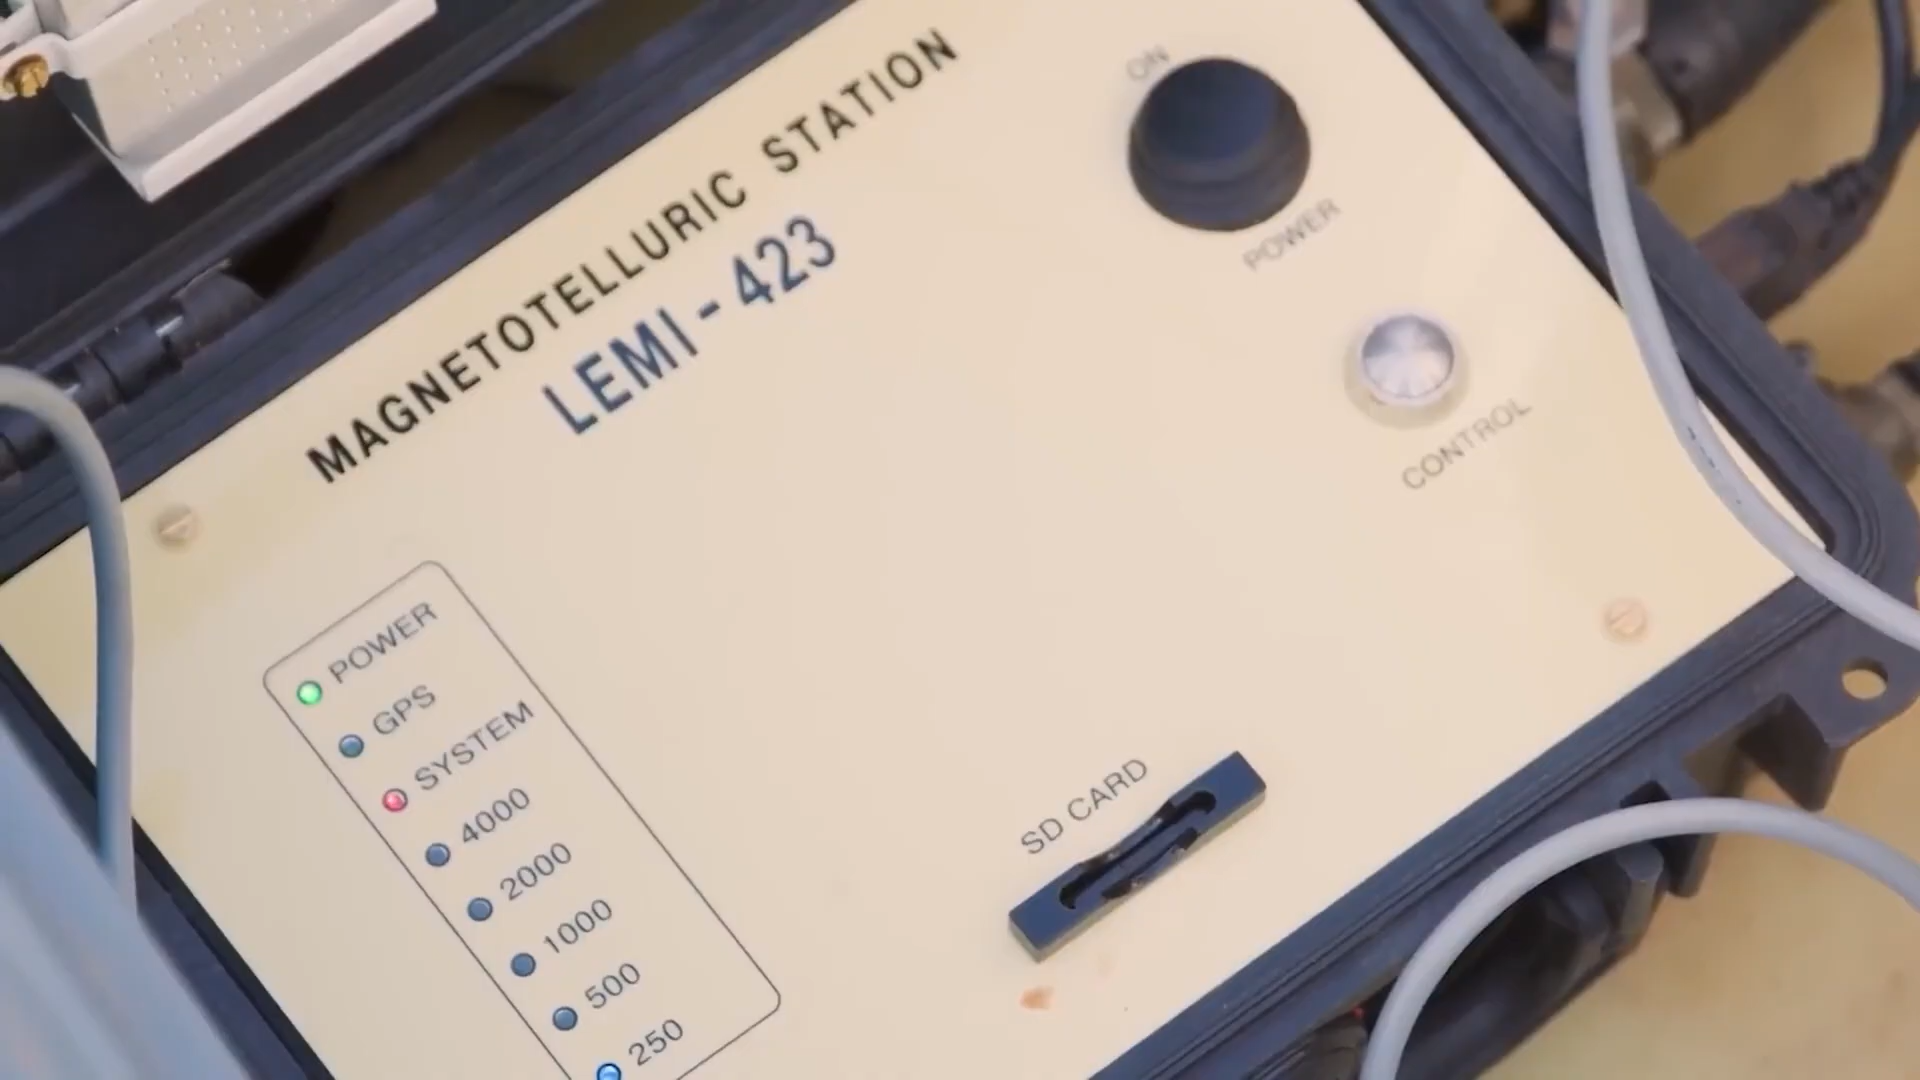 MAGNETOTELLURIC STATION
LEMI-423
ON
POWER
CONTROL
POWER
GPS
SYSTEM
4000
2000
1000
500
250
SD CARD